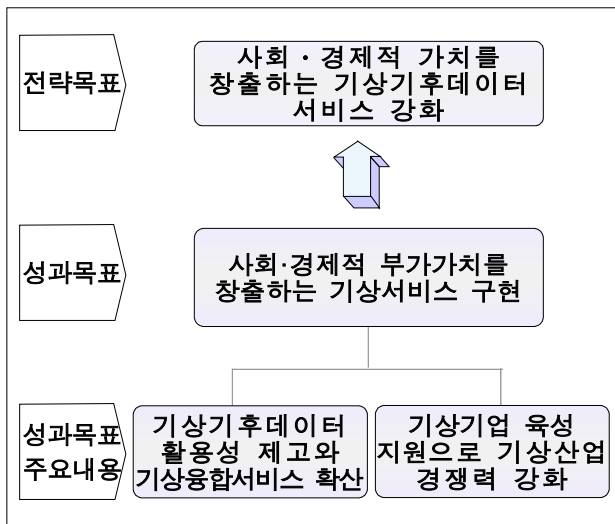 전략목표
사회・경제적 가치를
창출하는 기상기후데이터
서비스 강화
성과목표
사회·경제적 부가가치를
창출하는 기상서비스 구현
성과목표
주요내용
기상기후데이터
활용성 제고와
기상융합서비스 확산
기상기업 육성
지원으로 기상산업
경쟁력 강화